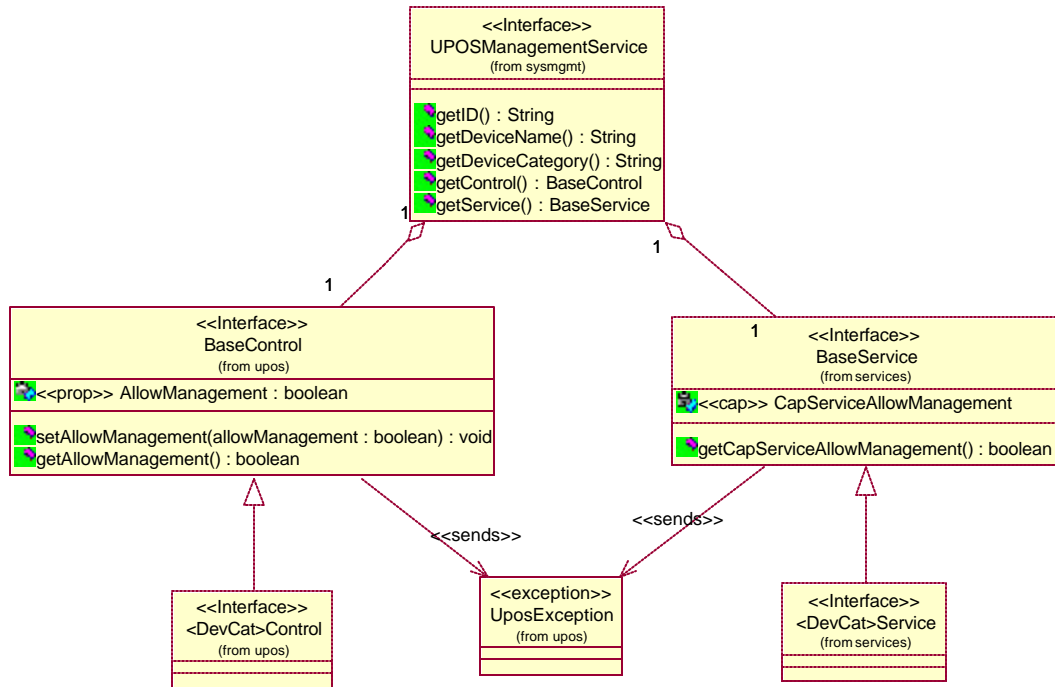 <<Interface>>
UPOSManagementService
(from sysmgmt)
getID() : String
getDeviceName() : String
getDeviceCategory() : String
getControl() : BaseControl
getService() : BaseService
1
1
1
1
<<Interface>>
BaseControl
(from upos)
<<prop>> AllowManagement : boolean
setAllowManagement(allowManagement : boolean) : void
getAllowManagement() : boolean
<<Interface>>
BaseService
(from services)
<<cap>> CapServiceAllowManagement
getCapServiceAllowManagement() : boolean
<<sends>>
<<sends>>
<<Interface>>
<DevCat>Control
(from upos)
<<exception>>
UposException
(from upos)
<<Interface>>
<DevCat>Service
(from services)